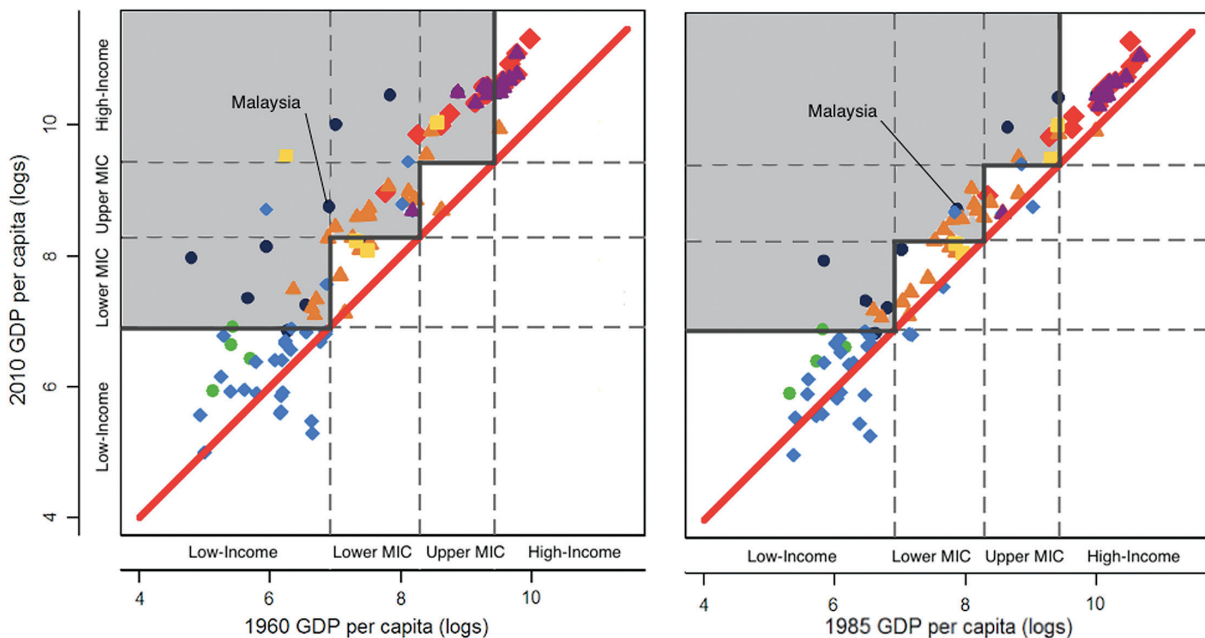 2010 GDP per capita (logs)
10
8
6
4
High-Income
Upper MIC
Lower MIC
Low-Income
Malaysia
Low-Income
Lower MIC
Upper MIC
High-Income
4
6
8
10
1960 GDP per capita (logs)
Malaysia
Low-Income
Lower MIC
Upper MIC
High-Income
4
6
8
10
1985 GDP per capita (logs)